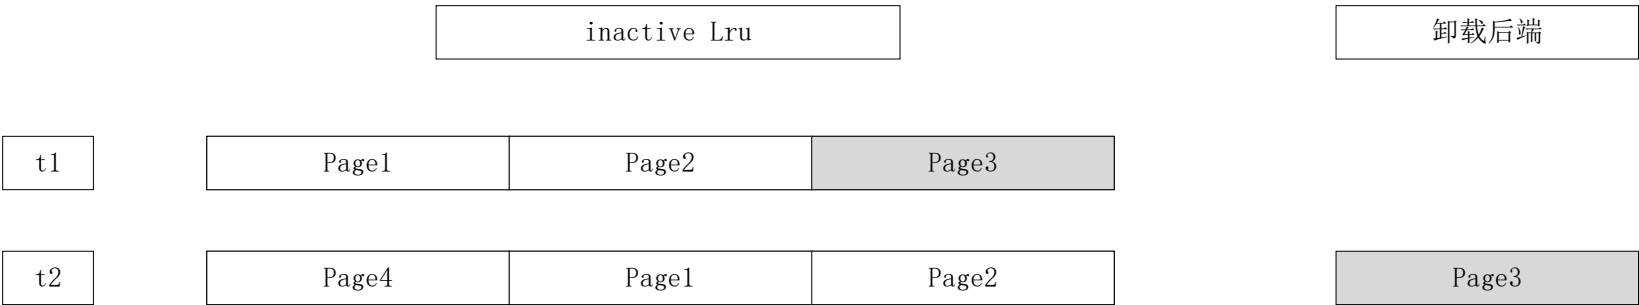 inactive Lru 卸载后端
t1 Page1 Page2 Page3
t2 Page4 Page1 Page2 Page3